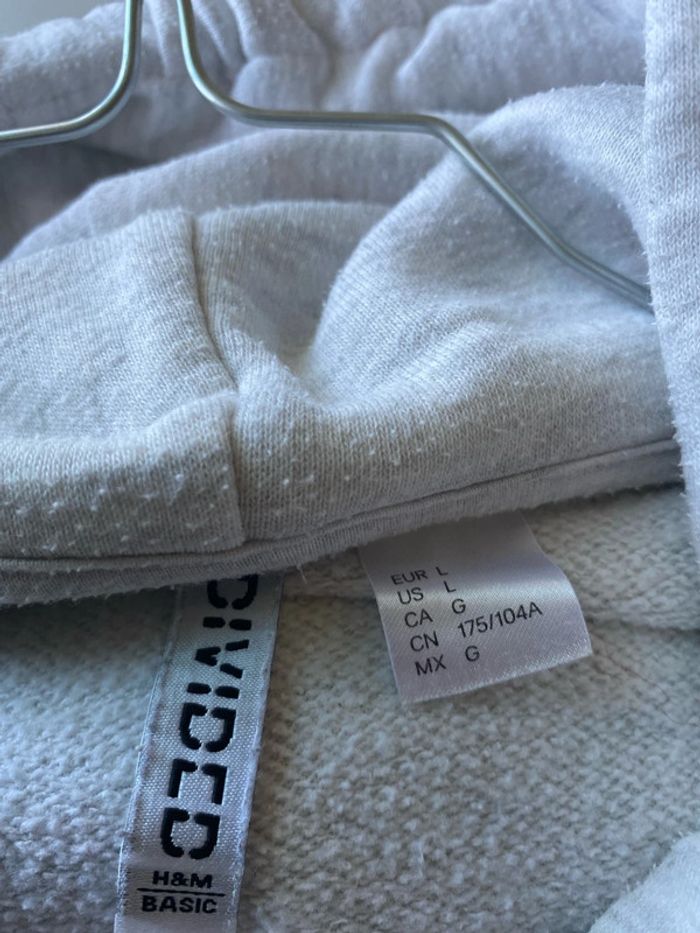 DIVIDED
H&M
BASIC
EUR L
US L
CA G
CN 175/104A
MX G